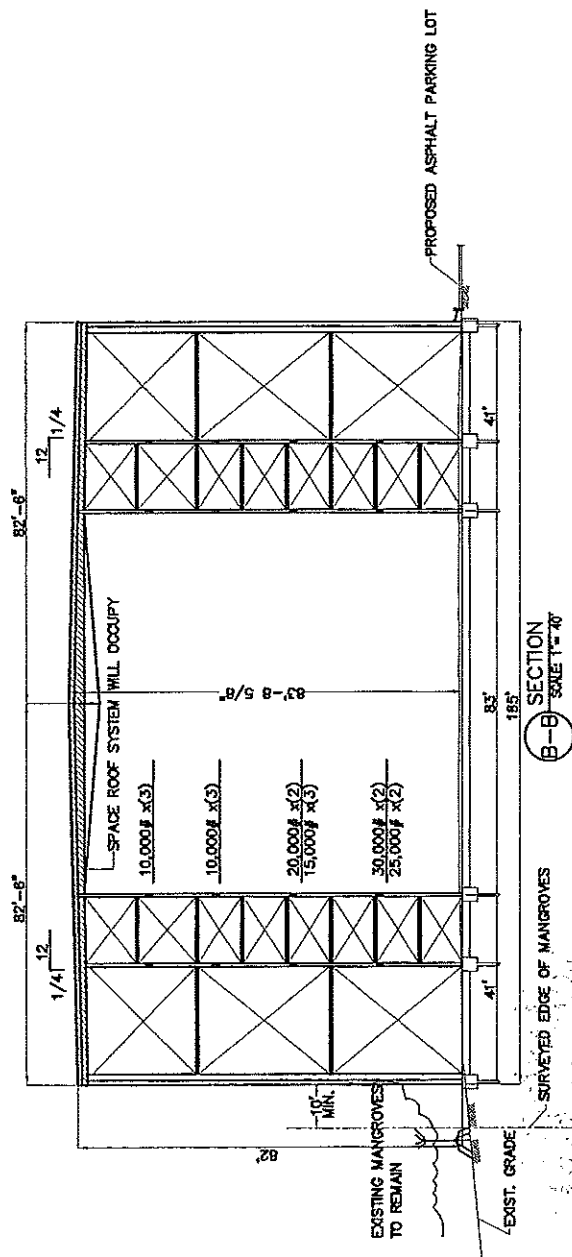 82'-6"
82'-6"
12
1/4
12
1/4
SPACE ROOF SYSTEM WILL OCCUPY
10,000# x(3)
10,000# x(3)
20,000# x(2)
15,000# x(3)
30,000# x(2)
25,000# x(2)
83'-8 5/8"
82'
10'
MIN.
EXISTING MANGROVES
TO REMAIN
EXIST. GRADE
SURVEYED EDGE OF MANGROVES
PROPOSED ASPHALT PARKING LOT
41'
83'
41'
165'
B-B SECTION
SCALE 1"= 40'